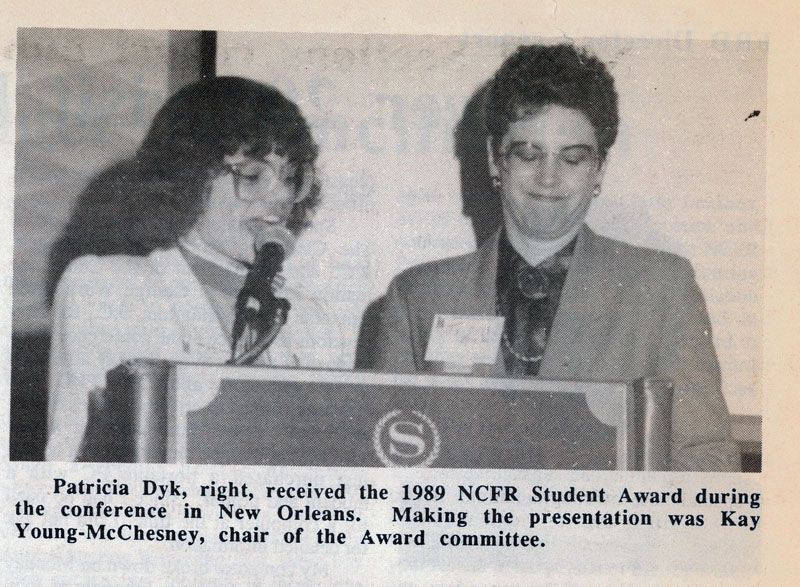 S
Patricia Dyk, right, received the 1989 NCFR Student Award during
the conference in New Orleans. Making the presentation was Kay
Young-McChesney, chair of the Award committee.